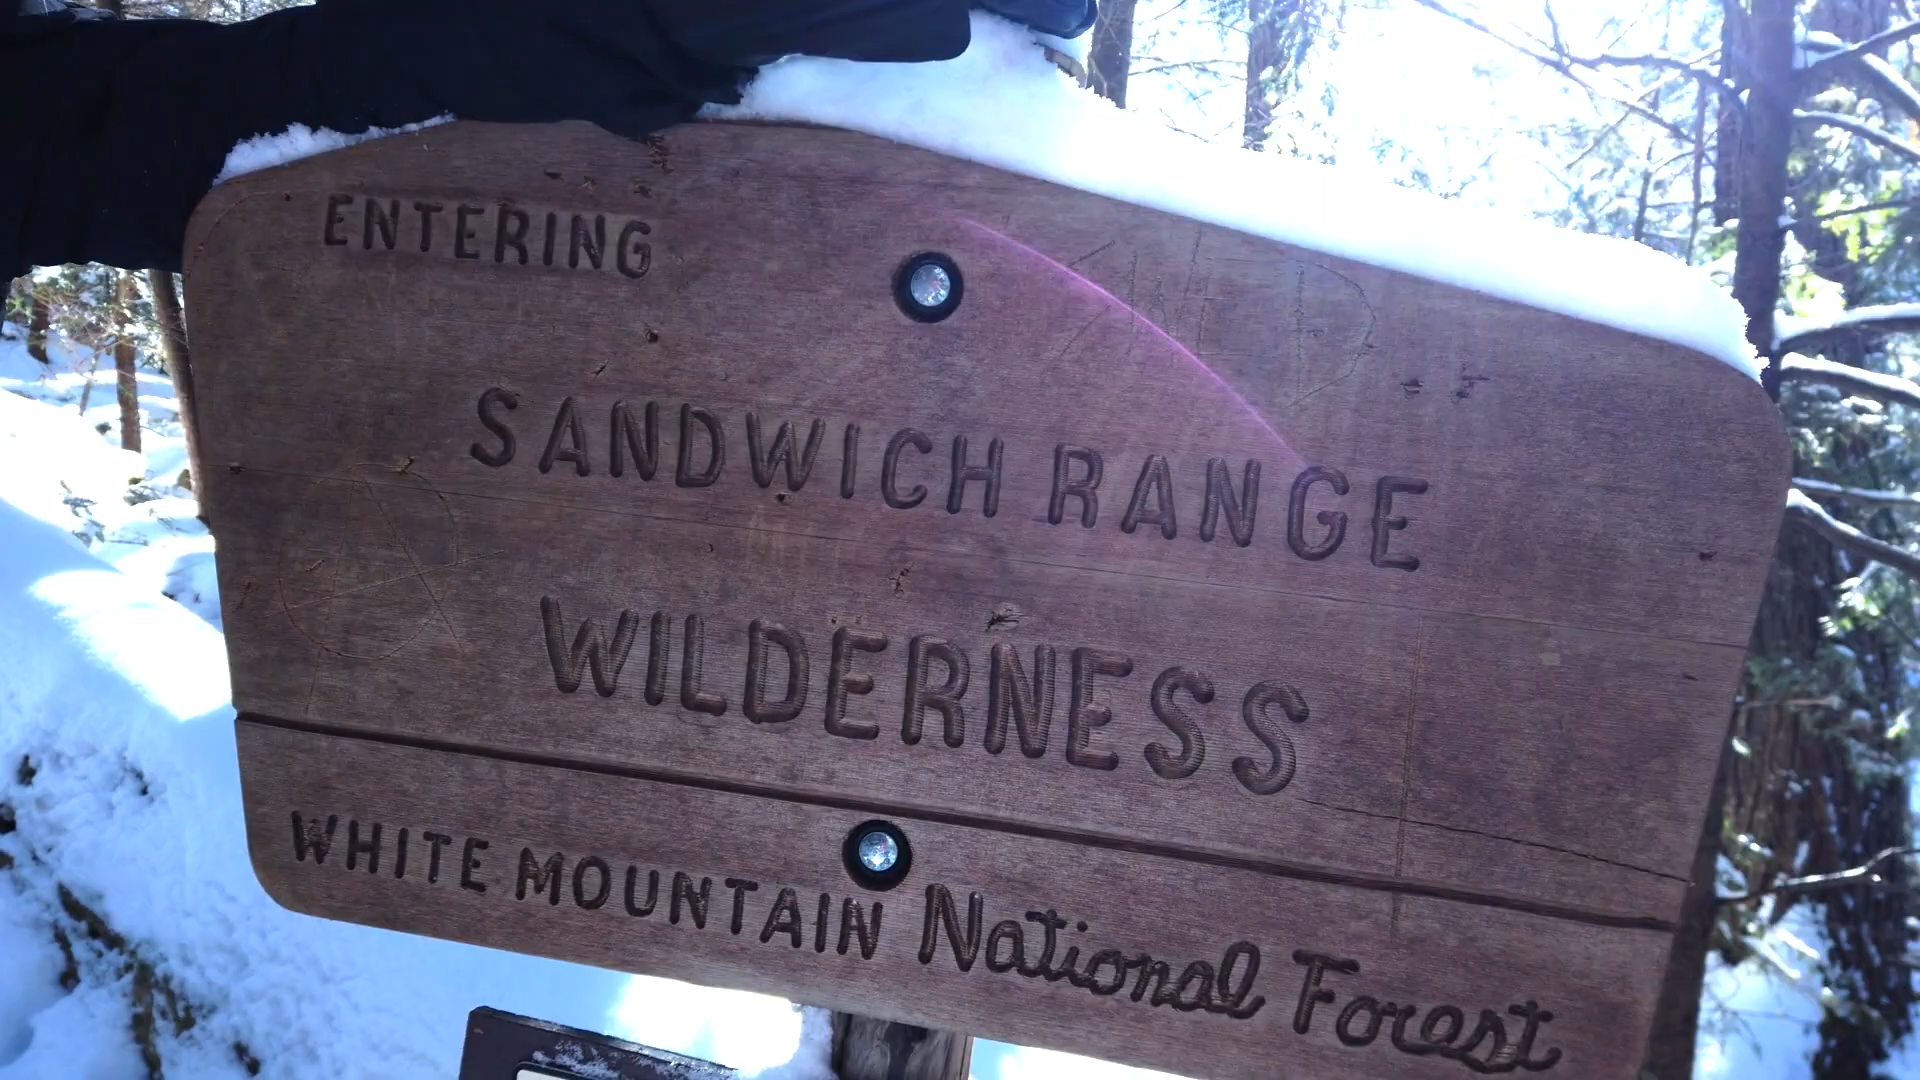 ENTERING
SANDWICH RANGE
WILDERNESS
WHITE MOUNTAIN National Forest